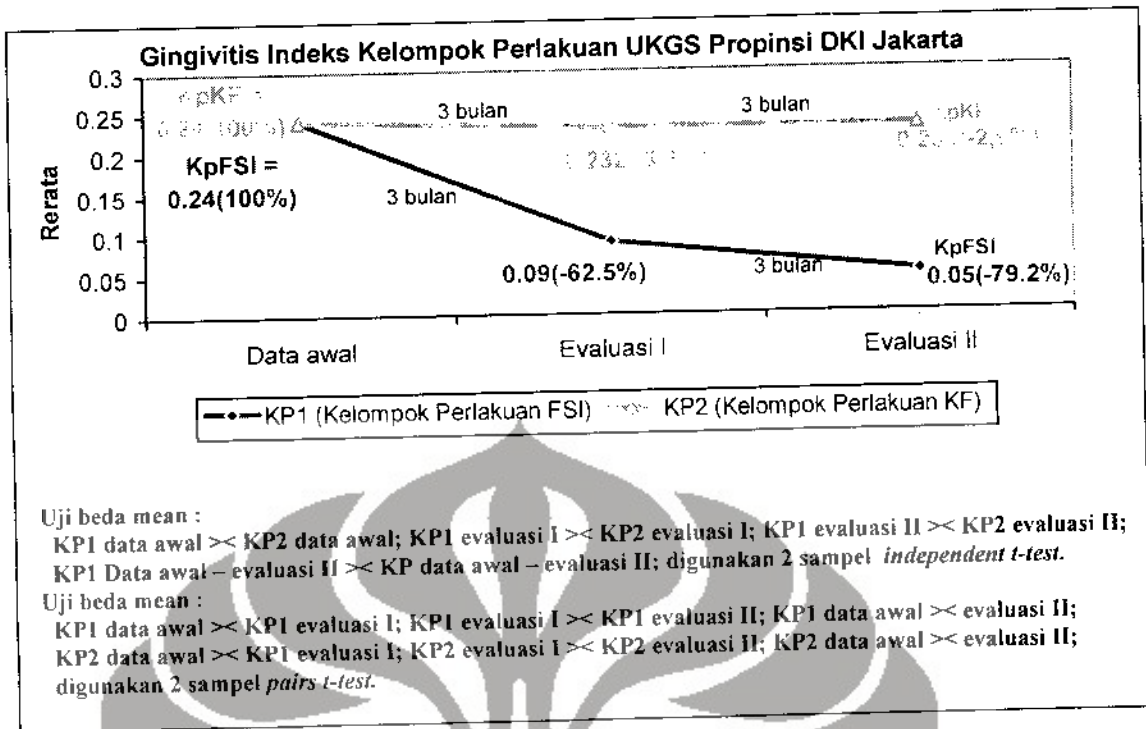 Gingivitis Indeks Kelompok Perlakuan UKGS Propinsi DKI Jakarta
Rerata
0.3
0.25
0.2
0.15
0.1
0.05
0
KpFSI =
0.24(100%)
3 bulan
3 bulan
3 bulan
0.09(-62.5%)
3 bulan
KpFSI
0.05(-79.2%)
Data awal
Evaluasi I
Evaluasi II
KP1 (Kelompok Perlakuan FSI)
KP2 (Kelompok Perlakuan KF)
Uji beda mean :
KP1 data awal >< KP2 data awal; KP1 evaluasi I >< KP2 evaluasi I; KP1 evaluasi II >< KP2 evaluasi II;
KP1 Data awal – evaluasi II >< KP data awal – evaluasi II; digunakan 2 sampel independent t-test.
Uji beda mean :
KP1 data awal >< KP1 evaluasi I; KP1 evaluasi I >< KP1 evaluasi II; KP1 data awal >< evaluasi II;
KP2 data awal >< KP1 evaluasi I; KP2 evaluasi I >< KP2 evaluasi II; KP2 data awal >< evaluasi II;
digunakan 2 sampel pairs t-test.